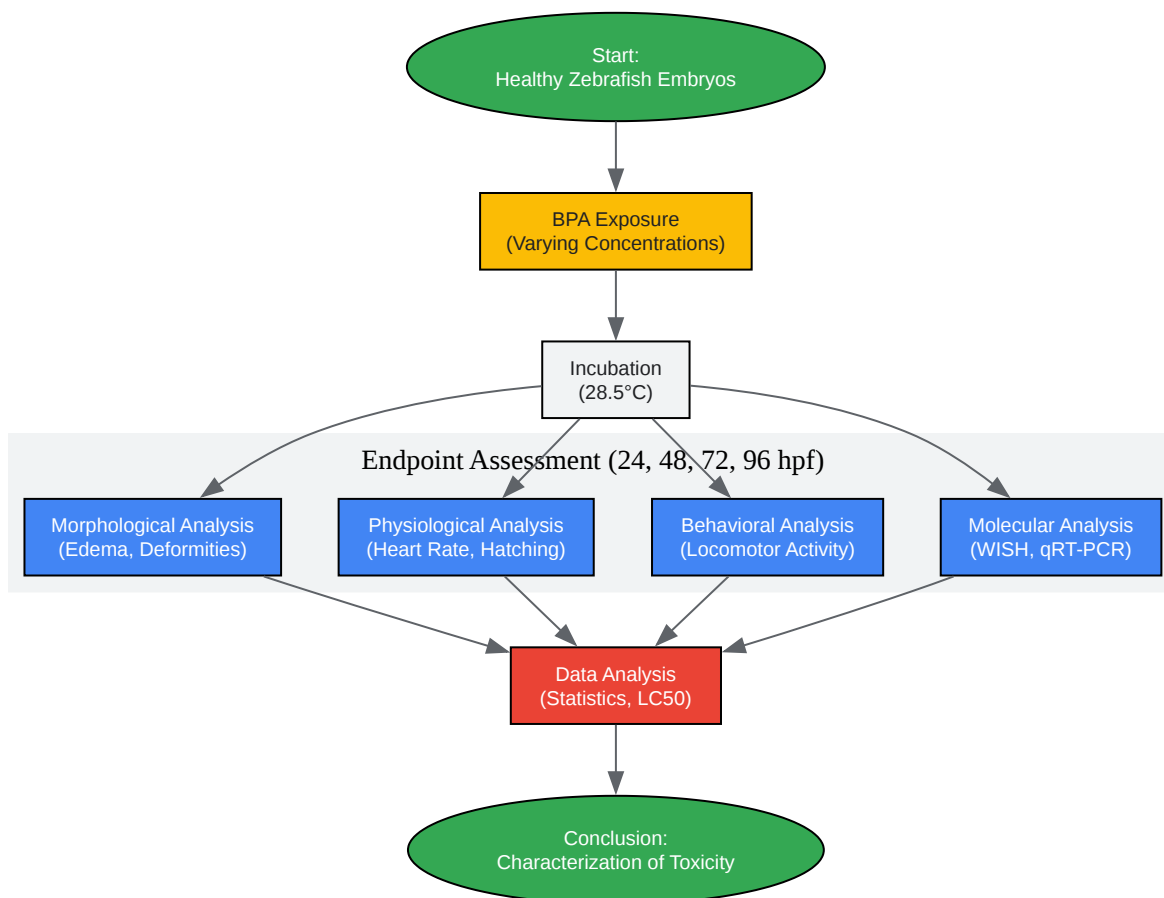 Start:
Healthy Zebrafish Embryos
BPA Exposure
(Varying Concentrations)
Incubation
(28.5°C)
Endpoint Assessment (24, 48, 72, 96 hpf)
Morphological Analysis
(Edema, Deformities)
Physiological Analysis
(Heart Rate, Hatching)
Behavioral Analysis
(Locomotor Activity)
Molecular Analysis
(WISH, qRT-PCR)
Data Analysis
(Statistics, LC50)
Conclusion:
Characterization of Toxicity